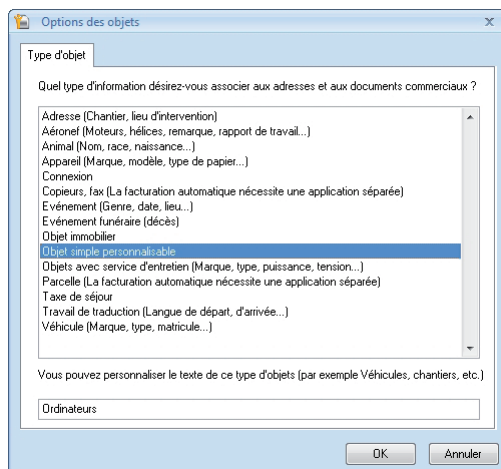 Options des objets
Type d'objet
Quel type d'information désirez-vous associer aux adresses et aux documents commerciaux ?
Adresse (Chantier, lieu d'intervention)
Aéronef (Moteurs, hélices, remarque, rapport de travail...)
Animal (Nom, race, naissance...)
Appareil (Marque, modèle, type de papier...)
Connexion
Copieurs, fax (La facturation automatique nécessite une application séparée)
Evénement (Genre, date, lieu...)
Evénement funéraire (décès)
Objet immobilier
Objet simple personnalisable
Objets avec service d'entretien (Marque, type, puissance, tension...)
Parcelle (La facturation automatique nécessite une application séparée)
Taxe de séjour
Travail de traduction (Langue de départ, d'arrivée...)
Véhicule (Marque, type, matricule...)
Vous pouvez personnaliser le texte de ce type d'objets (par exemple Véhicules, chantiers, etc.)
Ordinateurs
OK Annuler